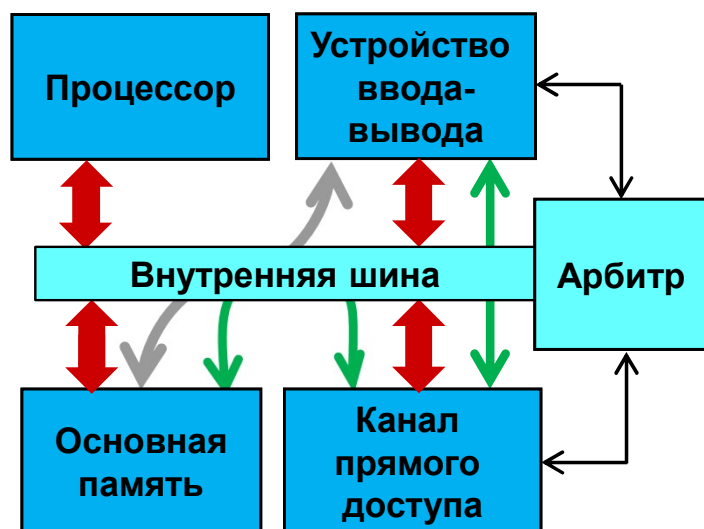 Процессор
Устройство
ввода-
вывода
Внутренняя шина
Арбитр
Основная
память
Канал
прямого
доступа